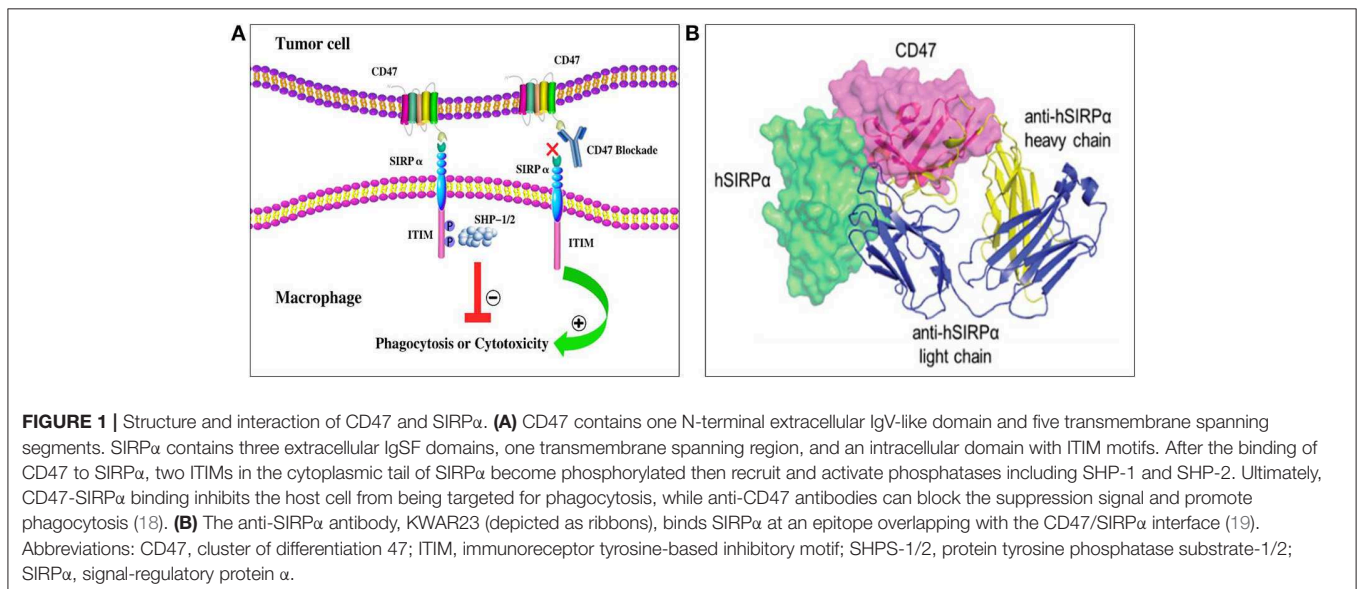 A
Tumor cell
CD47
CD47
CD47 Blockade
SIRP α
SIRP α
SHP-1/2
P
P
ITIM
ITIM
Macrophage
−
+
Phagocytosis or Cytotoxicity
B
CD47
anti-hSIRPα
heavy chain
hSIRPα
anti-hSIRPα
light chain
FIGURE 1 | Structure and interaction of CD47 and SIRPα. (A) CD47 contains one N-terminal extracellular IgV-like domain and five transmembrane spanning
segments. SIRPα contains three extracellular IgSF domains, one transmembrane spanning region, and an intracellular domain with ITIM motifs. After the binding of
CD47 to SIRPα, two ITIMs in the cytoplasmic tail of SIRPα become phosphorylated then recruit and activate phosphatases including SHP-1 and SHP-2. Ultimately,
CD47-SIRPα binding inhibits the host cell from being targeted for phagocytosis, while anti-CD47 antibodies can block the suppression signal and promote
phagocytosis (18). (B) The anti-SIRPα antibody, KWAR23 (depicted as ribbons), binds SIRPα at an epitope overlapping with the CD47/SIRPα interface (19).
Abbreviations: CD47, cluster of differentiation 47; ITIM, immunoreceptor tyrosine-based inhibitory motif; SHPS-1/2, protein tyrosine phosphatase substrate-1/2;
SIRPα, signal-regulatory protein α.